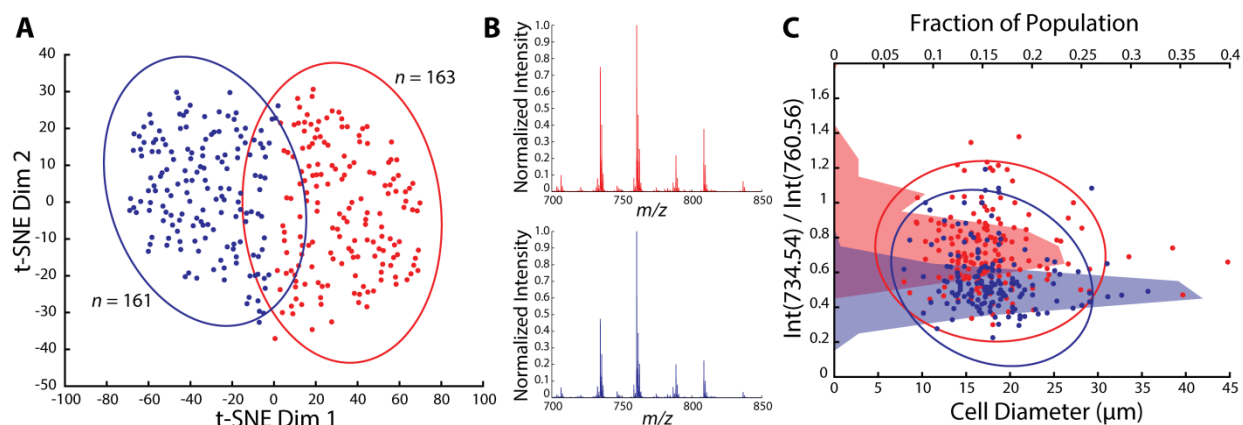 A
40
30
20
10
0
-10
-20
-30
-40
-50
t-SNE Dim 2
n = 163
n = 161
-100 -80 -60 -40 -20 0 20 40 60 80 100
t-SNE Dim 1
B
Normalized Intensity
1.0
0.9
0.8
0.7
0.6
0.5
0.4
0.3
0.2
0.1
0
700 750 800 850
m/z
Normalized Intensity
1.0
0.9
0.8
0.7
0.6
0.5
0.4
0.3
0.2
0.1
0
700 750 800 850
m/z
C
Fraction of Population
0 0.05 0.1 0.15 0.2 0.25 0.3 0.35 0.4
Int(734.54) / Int(760.56)
1.6
1.4
1.2
1
0.8
0.6
0.4
0.2
0
0 5 10 15 20 25 30 35 40 45
Cell Diameter (μm)